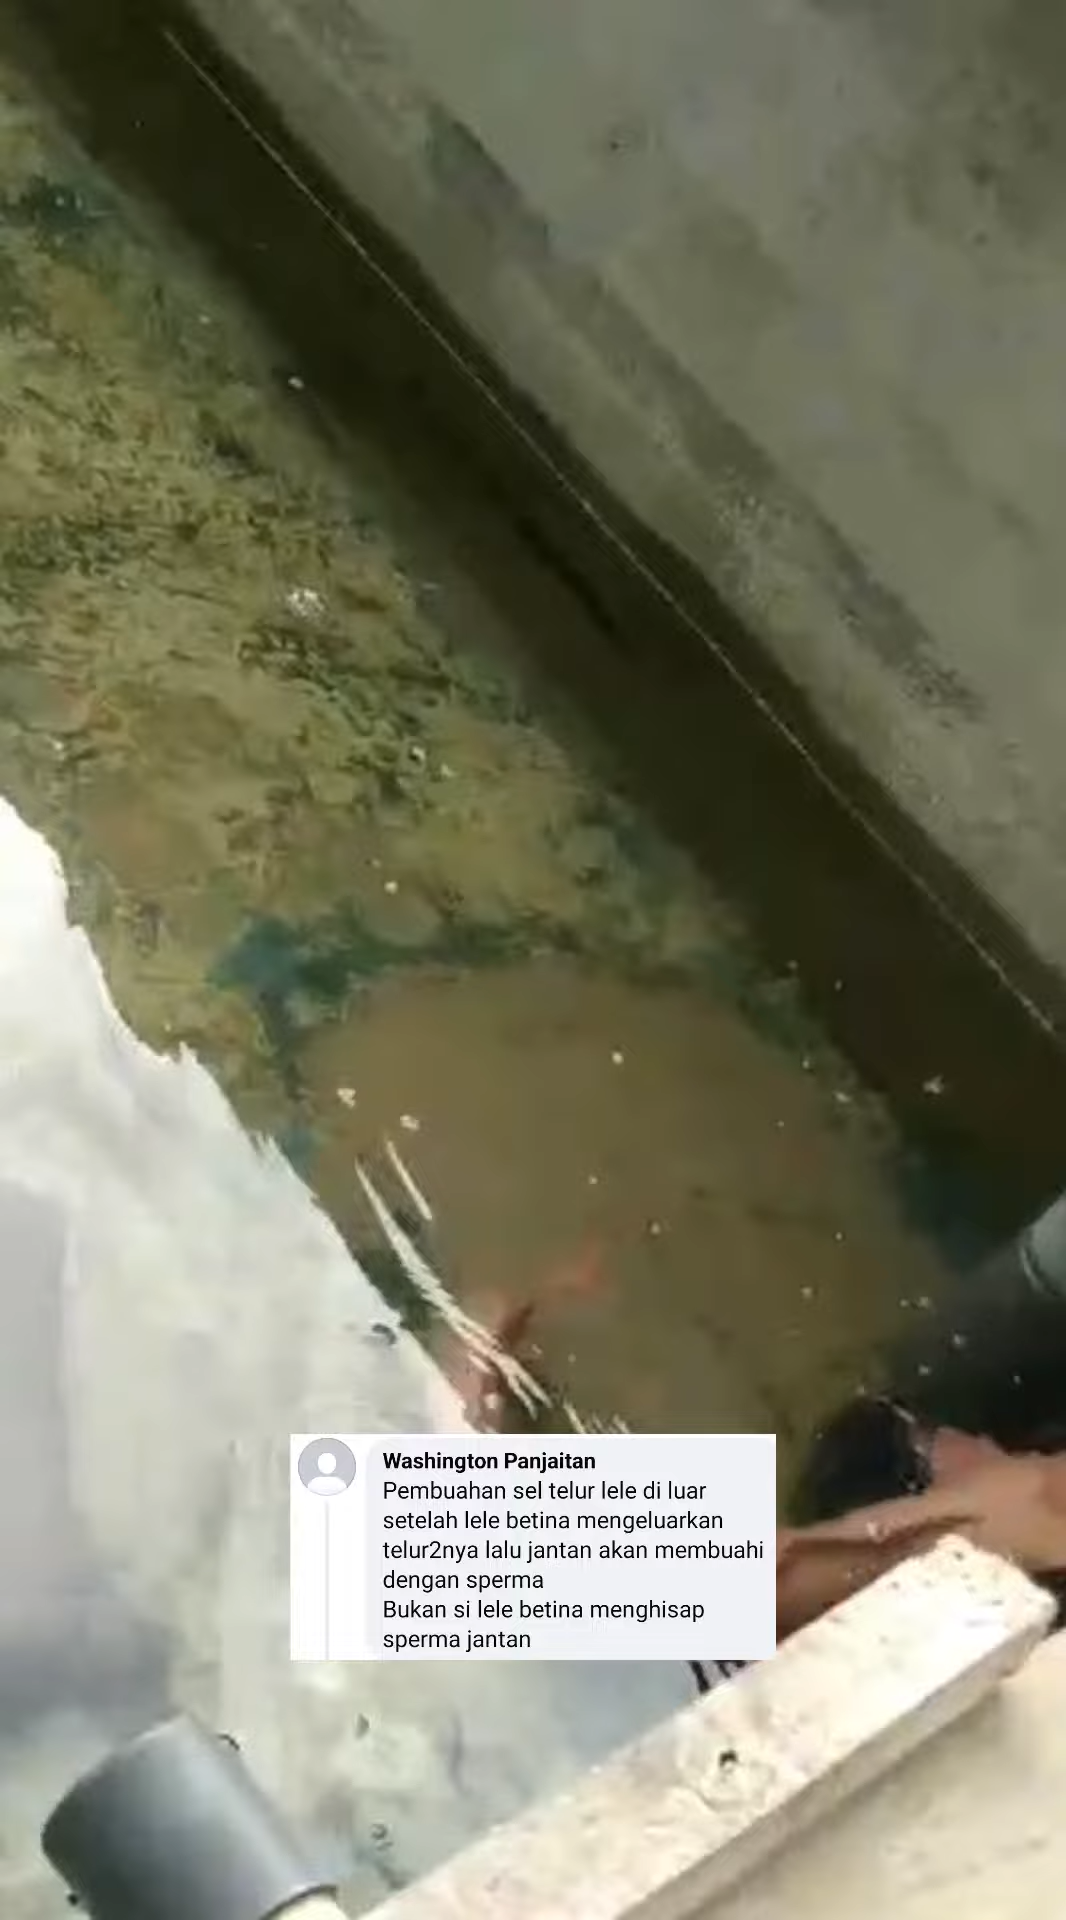 Washington Panjaitan
Pembuahan sel telur lele di luar
setelah lele betina mengeluarkan
telur2nya lalu jantan akan membuahi
dengan sperma
Bukan si lele betina menghisap
sperma jantan